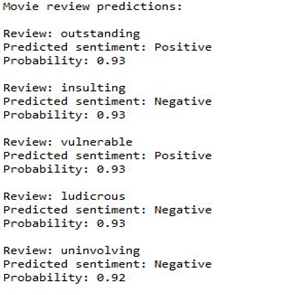 Movie review predictions:
Review: outstanding
Predicted sentiment: Positive
Probability: 0.93
Review: insulting
Predicted sentiment: Negative
Probability: 0.93
Review: vulnerable
Predicted sentiment: Positive
Probability: 0.93
Review: ludicrous
Predicted sentiment: Negative
Probability: 0.93
Review: uninvolving
Predicted sentiment: Negative
Probability: 0.92